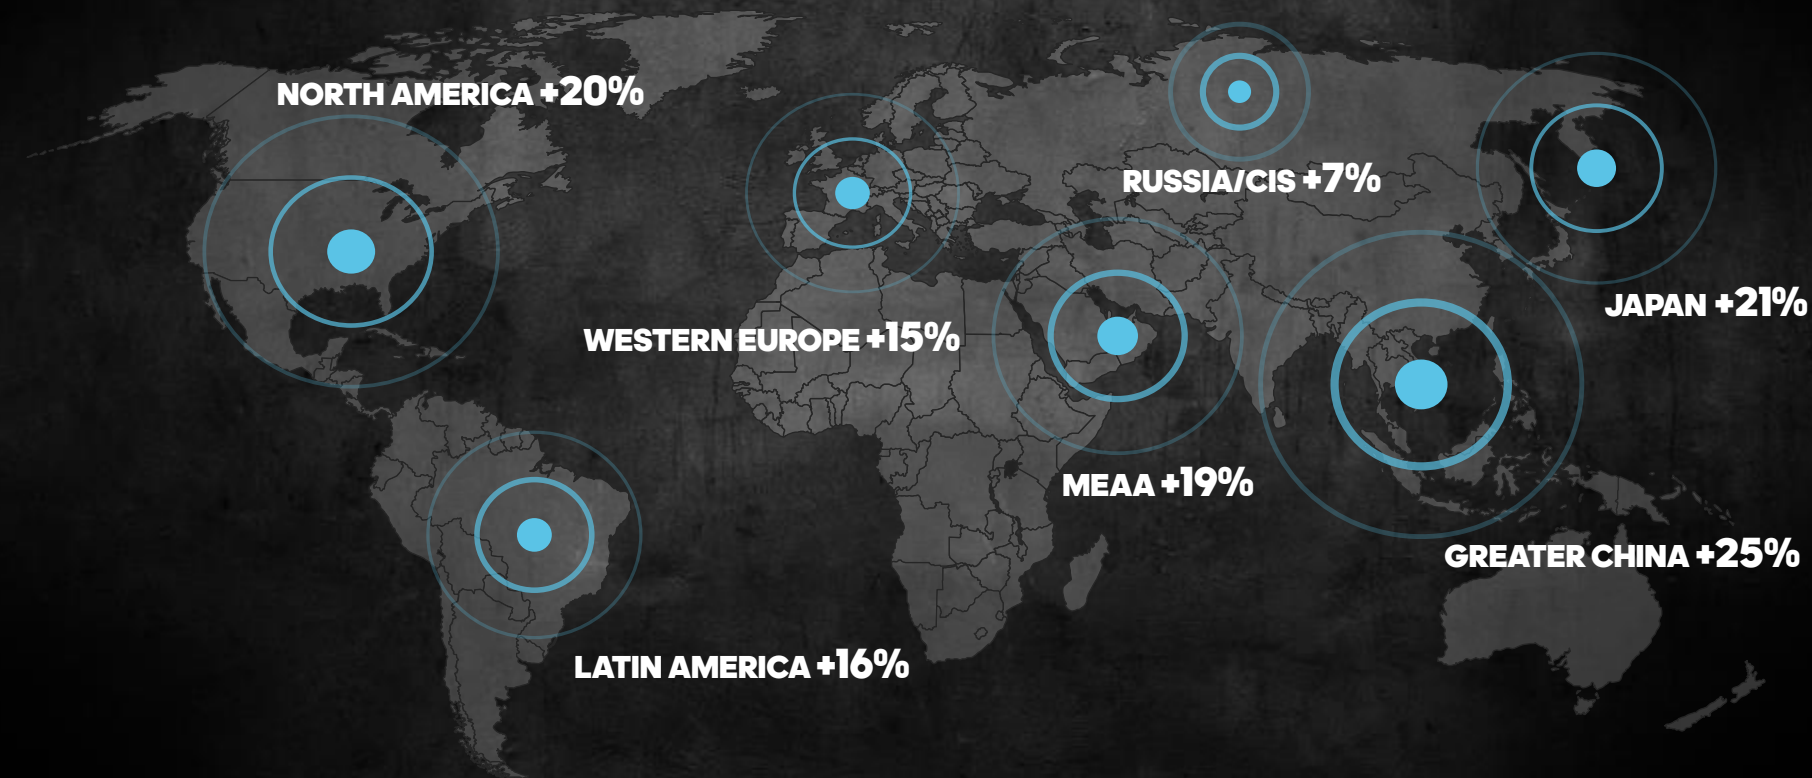 NORTH AMERICA +20%
RUSSIA/CIS +7%
JAPAN +21%
WESTERN EUROPE +15%
MEAA +19%
GREATER CHINA +25%
LATIN AMERICA +16%